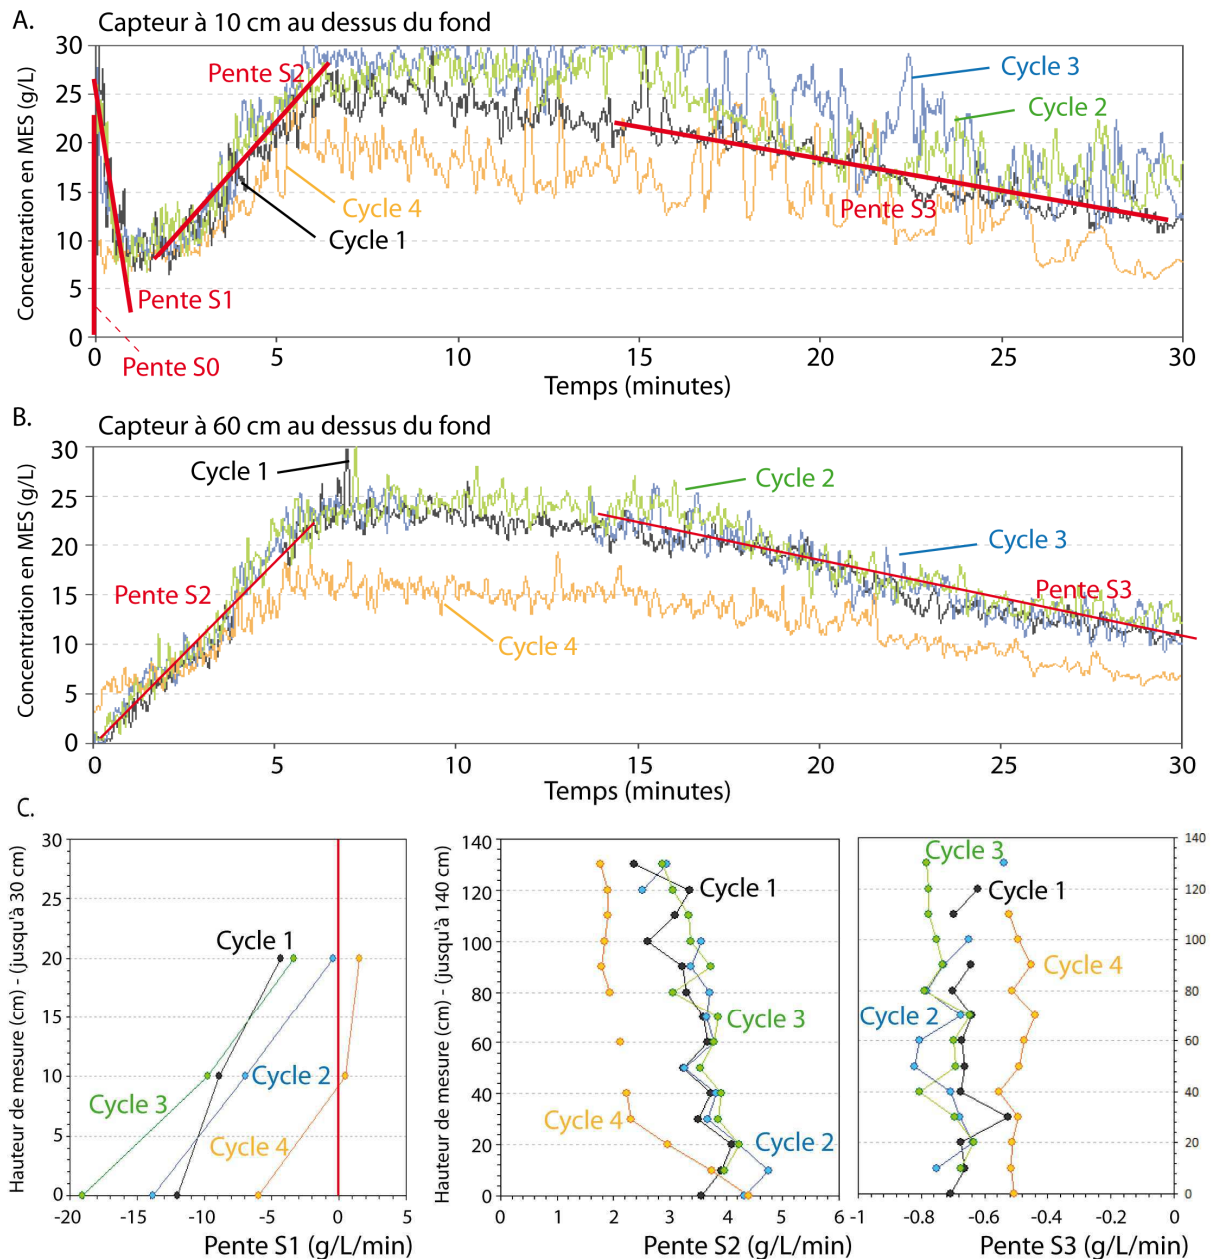 A.
Capteur à 10 cm au dessus du fond
Concentration en MES (g/L)
30
25
20
15
10
5
0
Pente S2
Cycle 3
Cycle 2
Cycle 4
Cycle 1
Pente S3
Pente S1
Pente S0
0 5 10 15 20 25 30
Temps (minutes)
B.
Capteur à 60 cm au dessus du fond
Concentration en MES (g/L)
30
25
20
15
10
5
0
Cycle 1
Cycle 2
Cycle 3
Pente S2
Pente S3
Cycle 4
0 5 10 15 20 25 30
Temps (minutes)
C.
Hauteur de mesure (cm) - (jusqu'à 30 cm)
30
25
20
15
10
5
0
Cycle 1
Cycle 2
Cycle 3
Cycle 4
-20 -15 -10 -5 0 5
Pente S1 (g/L/min)
Hauteur de mesure (cm) - (jusqu'à 140 cm)
140
120
100
80
60
40
20
0
Cycle 1
Cycle 3
Cycle 4
Cycle 2
0 1 2 3 4 5 6
Pente S2 (g/L/min)
Cycle 3
Cycle 1
Cycle 4
Cycle 2
140
120
100
80
60
40
20
0
-1 -0.8 -0.6 -0.4 -0.2 0
Pente S3 (g/L/min)